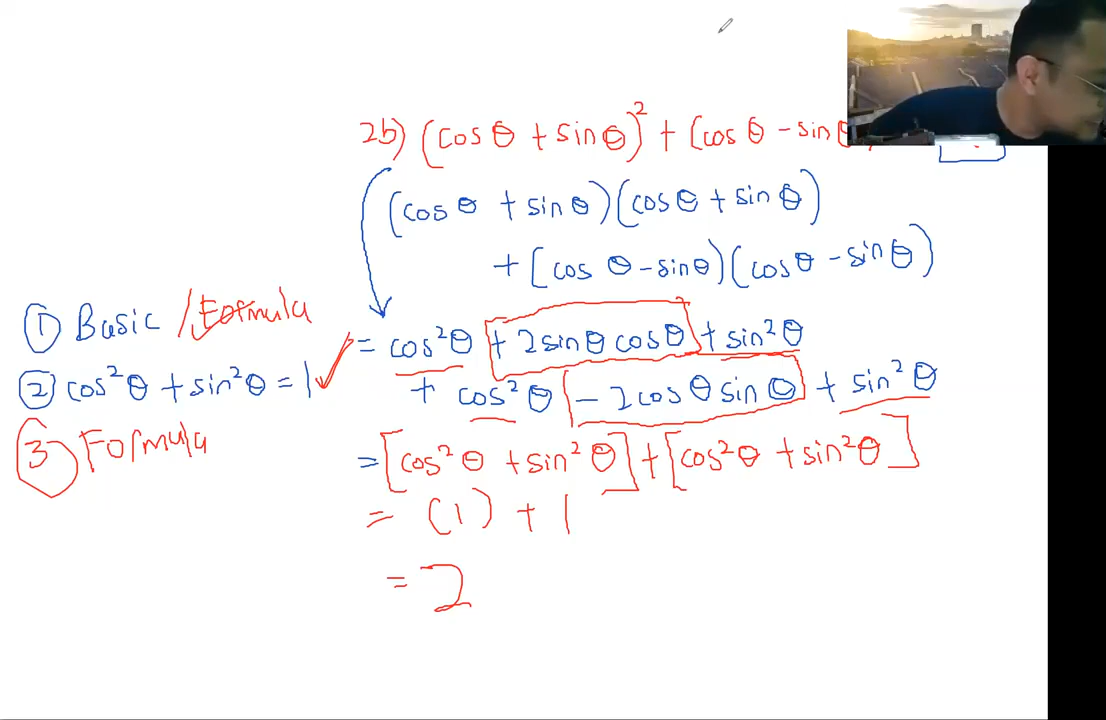 2b) (cos θ + sin θ)² + (cos θ - sin θ
(cos θ + sin θ)(cos θ + sin θ)
+ (cos θ - sin θ)(cos θ - sin θ)
① Basic / Formula
= cos²θ + 2sin θ cos θ + sin²θ
② cos²θ + sin²θ = 1
+ cos²θ - 2cos θ sin θ + sin²θ
③ Formula
= [cos²θ + sin²θ] + [cos²θ + sin²θ]
= (1) + 1
= 2